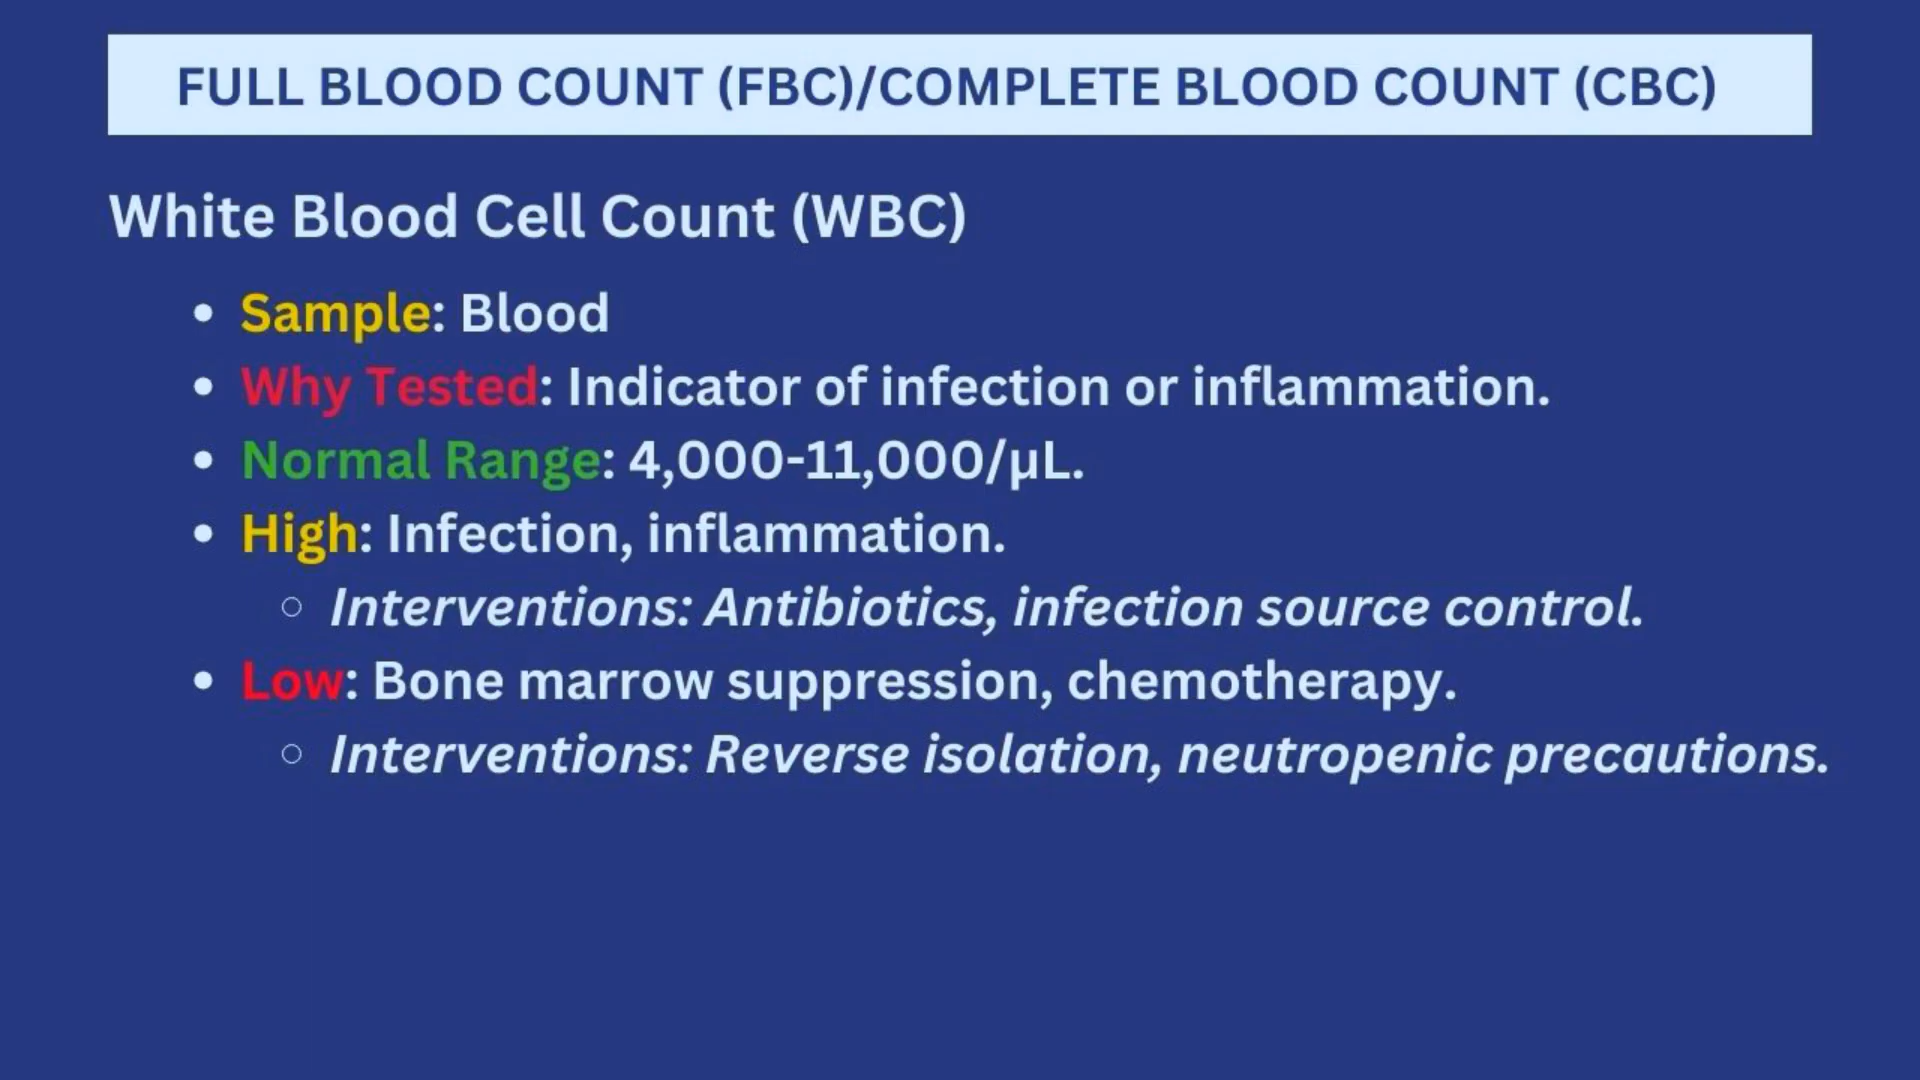 FULL BLOOD COUNT (FBC)/COMPLETE BLOOD COUNT (CBC)
White Blood Cell Count (WBC)
• Sample: Blood
• Why Tested: Indicator of infection or inflammation.
• Normal Range: 4,000-11,000/µL.
• High: Infection, inflammation.
○ Interventions: Antibiotics, infection source control.
• Low: Bone marrow suppression, chemotherapy.
○ Interventions: Reverse isolation, neutropenic precautions.